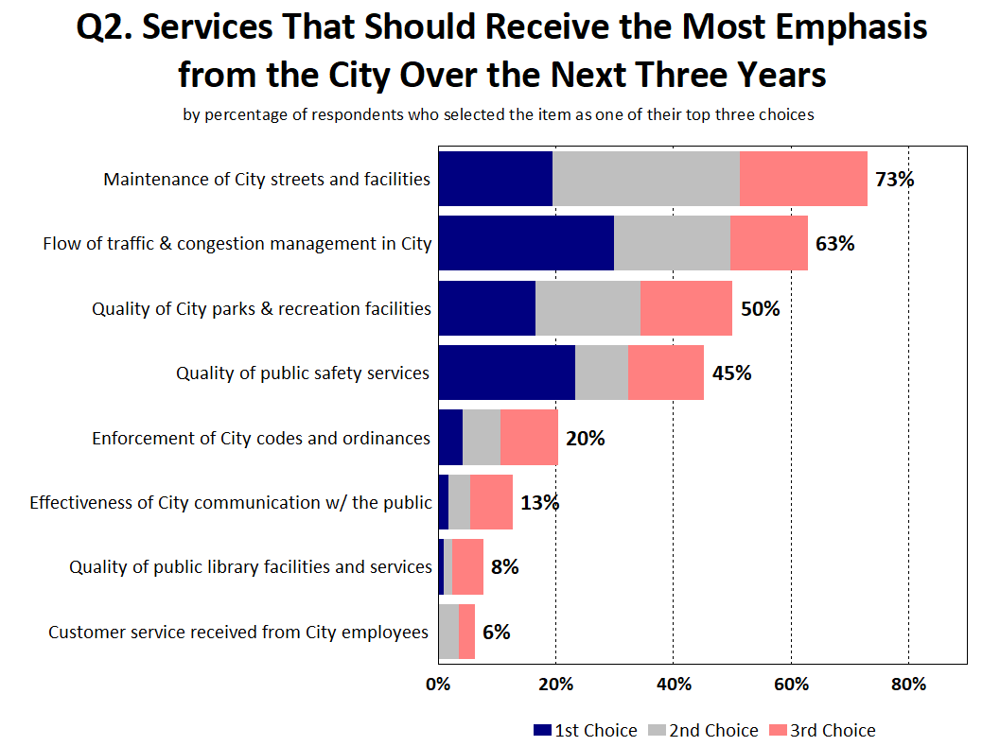 Q2. Services That Should Receive the Most Emphasis
from the City Over the Next Three Years
by percentage of respondents who selected the item as one of their top three choices
Maintenance of City streets and facilities 73%
Flow of traffic & congestion management in City 63%
Quality of City parks & recreation facilities 50%
Quality of public safety services 45%
Enforcement of City codes and ordinances 20%
Effectiveness of City communication w/ the public 13%
Quality of public library facilities and services 8%
Customer service received from City employees 6%
0% 20% 40% 60% 80%
1st Choice 2nd Choice 3rd Choice